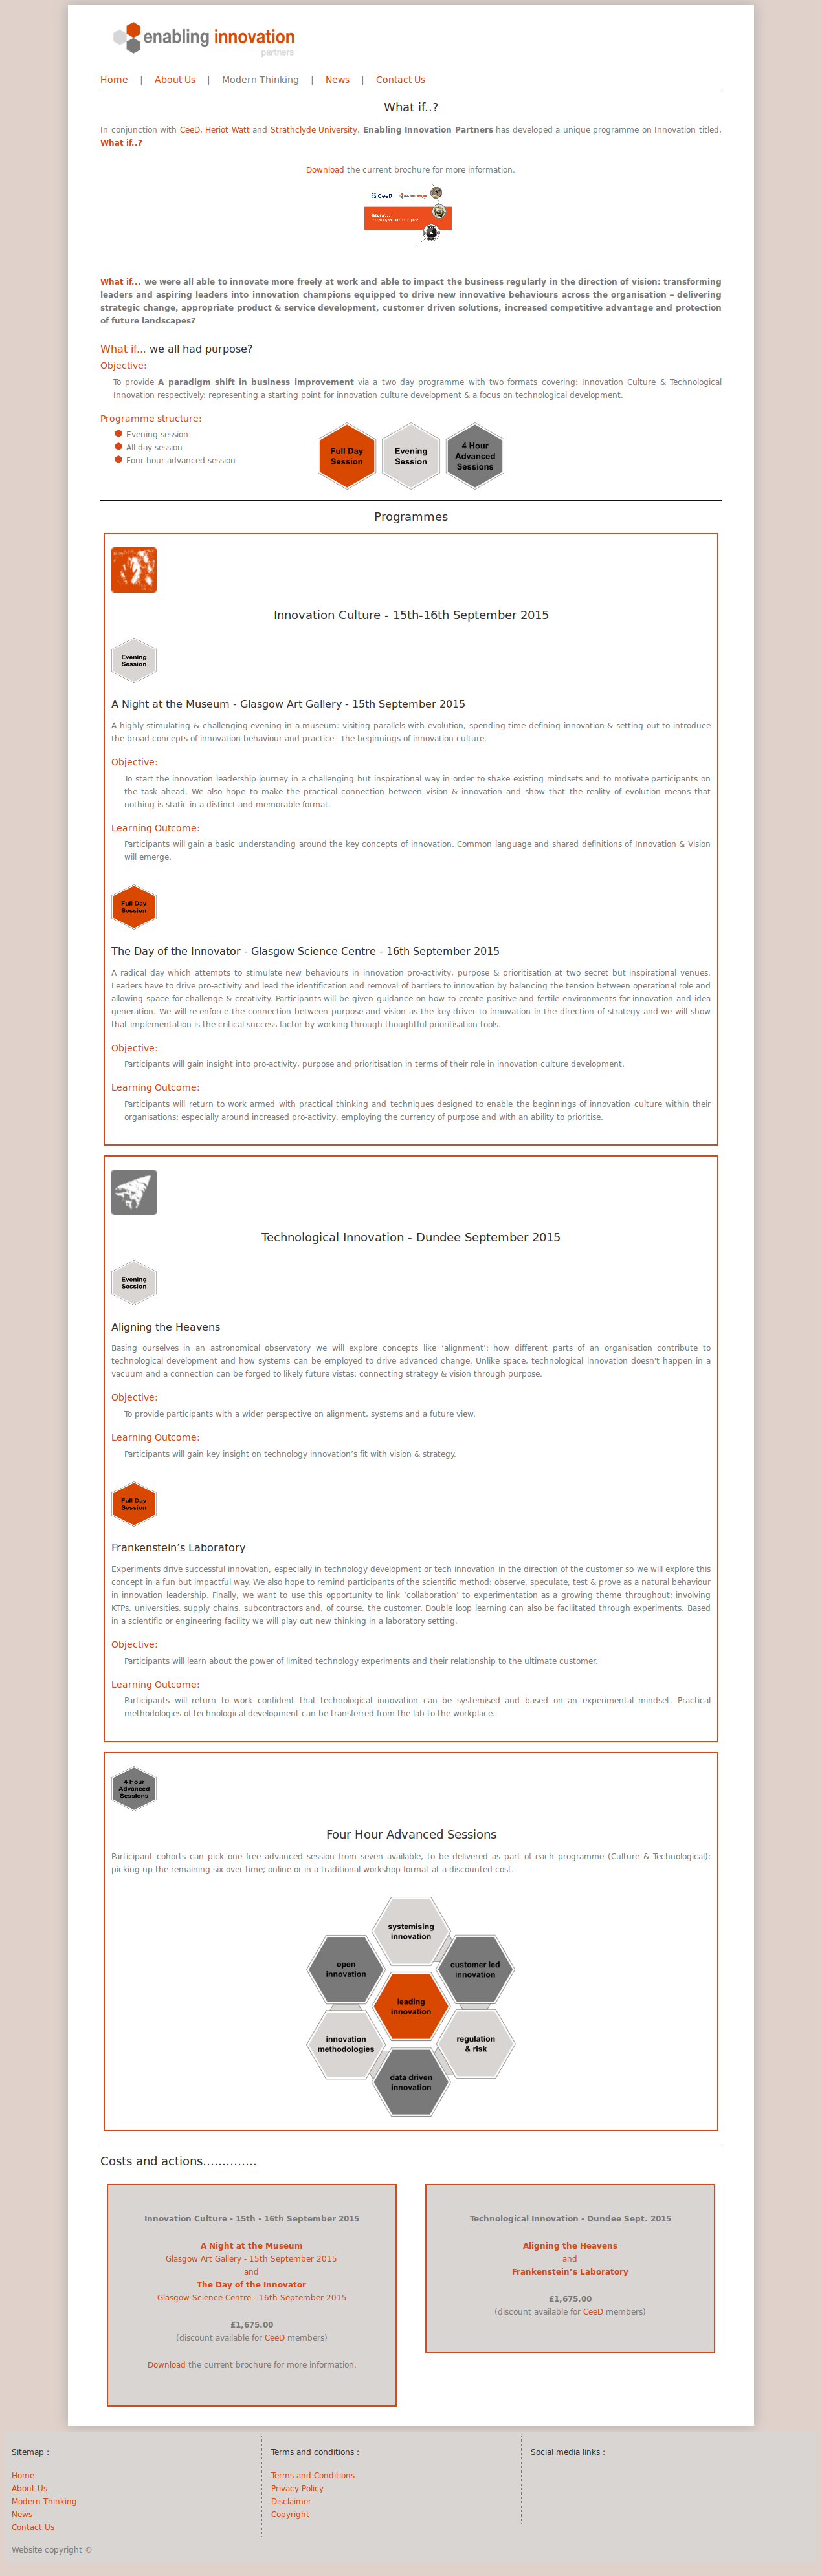 enabling innovation
partners
Home | About Us | Modern Thinking | News | Contact Us
What if..?
In conjunction with CeeD, Heriot Watt and Strathclyde University, Enabling Innovation Partners has developed a unique programme on Innovation titled,
What if..?
Download the current brochure for more information.
CeeD
What if... we were all able to innovate more freely at work and able to impact the business regularly in the direction of vision: transforming
leaders and aspiring leaders into innovation champions equipped to drive new innovative behaviours across the organisation – delivering
strategic change, appropriate product & service development, customer driven solutions, increased competitive advantage and protection
of future landscapes?
What if... we all had purpose?
Objective:
To provide A paradigm shift in business improvement via a two day programme with two formats covering: Innovation Culture & Technological
Innovation respectively: representing a starting point for innovation culture development & a focus on technological development.
Programme structure:
Evening session
All day session
Four hour advanced session
Full Day
Session
Evening
Session
4 Hour
Advanced
Sessions
Programmes
Innovation Culture - 15th-16th September 2015
Evening
Session
A Night at the Museum - Glasgow Art Gallery - 15th September 2015
A highly stimulating & challenging evening in a museum: visiting parallels with evolution, spending time defining innovation & setting out to introduce
the broad concepts of innovation behaviour and practice - the beginnings of innovation culture.
Objective:
To start the innovation leadership journey in a challenging but inspirational way in order to shake existing mindsets and to motivate participants on
the task ahead. We also hope to make the practical connection between vision & innovation and show that the reality of evolution means that
nothing is static in a distinct and memorable format.
Learning Outcome:
Participants will gain a basic understanding around the key concepts of innovation. Common language and shared definitions of Innovation & Vision
will emerge.
Full Day
Session
The Day of the Innovator - Glasgow Science Centre - 16th September 2015
A radical day which attempts to stimulate new behaviours in innovation pro-activity, purpose & prioritisation at two secret but inspirational venues.
Leaders have to drive pro-activity and lead the identification and removal of barriers to innovation by balancing the tension between operational role and
allowing space for challenge & creativity. Participants will be given guidance on how to create positive and fertile environments for innovation and idea
generation. We will re-enforce the connection between purpose and vision as the key driver to innovation in the direction of strategy and we will show
that implementation is the critical success factor by working through thoughtful prioritisation tools.
Objective:
Participants will gain insight into pro-activity, purpose and prioritisation in terms of their role in innovation culture development.
Learning Outcome:
Participants will return to work armed with practical thinking and techniques designed to enable the beginnings of innovation culture within their
organisations: especially around increased pro-activity, employing the currency of purpose and with an ability to prioritise.
Technological Innovation - Dundee September 2015
Evening
Session
Aligning the Heavens
Basing ourselves in an astronomical observatory we will explore concepts like ‘alignment’: how different parts of an organisation contribute to
technological development and how systems can be employed to drive advanced change. Unlike space, technological innovation doesn’t happen in a
vacuum and a connection can be forged to likely future vistas: connecting strategy & vision through purpose.
Objective:
To provide participants with a wider perspective on alignment, systems and a future view.
Learning Outcome:
Participants will gain key insight on technology innovation’s fit with vision & strategy.
Full Day
Session
Frankenstein’s Laboratory
Experiments drive successful innovation, especially in technology development or tech innovation in the direction of the customer so we will explore this
concept in a fun but impactful way. We also hope to remind participants of the scientific method: observe, speculate, test & prove as a natural behaviour
in innovation leadership. Finally, we want to use this opportunity to link ‘collaboration’ to experimentation as a growing theme throughout: involving
KTPs, universities, supply chains, subcontractors and, of course, the customer. Double loop learning can also be facilitated through experiments. Based
in a scientific or engineering facility we will play out new thinking in a laboratory setting.
Objective:
Participants will learn about the power of limited technology experiments and their relationship to the ultimate customer.
Learning Outcome:
Participants will return to work confident that technological innovation can be systemised and based on an experimental mindset. Practical
methodologies of technological development can be transferred from the lab to the workplace.
4 Hour
Advanced
Sessions
Four Hour Advanced Sessions
Participant cohorts can pick one free advanced session from seven available, to be delivered as part of each programme (Culture & Technological):
picking up the remaining six over time; online or in a traditional workshop format at a discounted cost.
systemising
innovation
open
innovation
customer led
innovation
leading
innovation
innovation
methodologies
regulation
& risk
data driven
innovation
Costs and actions..............
Innovation Culture - 15th - 16th September 2015
A Night at the Museum
Glasgow Art Gallery - 15th September 2015
and
The Day of the Innovator
Glasgow Science Centre - 16th September 2015
£1,675.00
(discount available for CeeD members)
Download the current brochure for more information.
Technological Innovation - Dundee Sept. 2015
Aligning the Heavens
and
Frankenstein’s Laboratory
£1,675.00
(discount available for CeeD members)
Sitemap :
Home
About Us
Modern Thinking
News
Contact Us
Website copyright ©
Terms and conditions :
Terms and Conditions
Privacy Policy
Disclaimer
Copyright
Social media links :